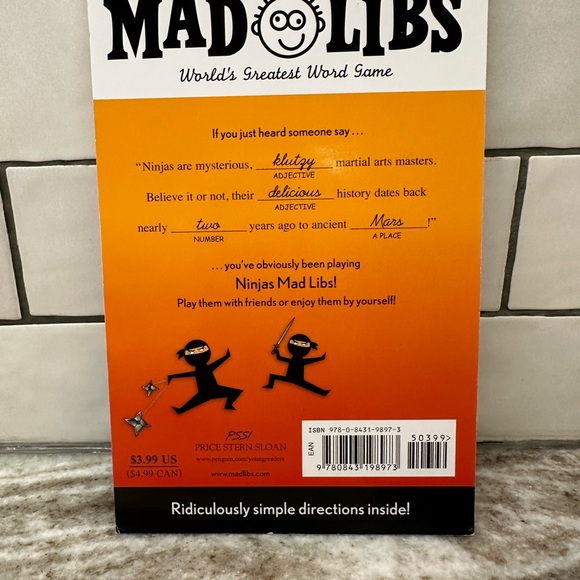 MAD LIBS
World's Greatest Word Game
If you just heard someone say . . .
"Ninjas are mysterious, klutzy martial arts masters.
ADJECTIVE
Believe it or not, their delicious history dates back
ADJECTIVE
nearly two years ago to ancient Mars !"
NUMBER A PLACE
. . . you've obviously been playing
Ninjas Mad Libs!
Play them with friends or enjoy them by yourself!
PSS!
PRICE STERN SLOAN
$3.99 US
www.penguin.com/youngreaders
($4.99 CAN)
www.madlibs.com
ISBN 978-0-8431-9897-3
50399>
EAN
9 780843 198973
Ridiculously simple directions inside!